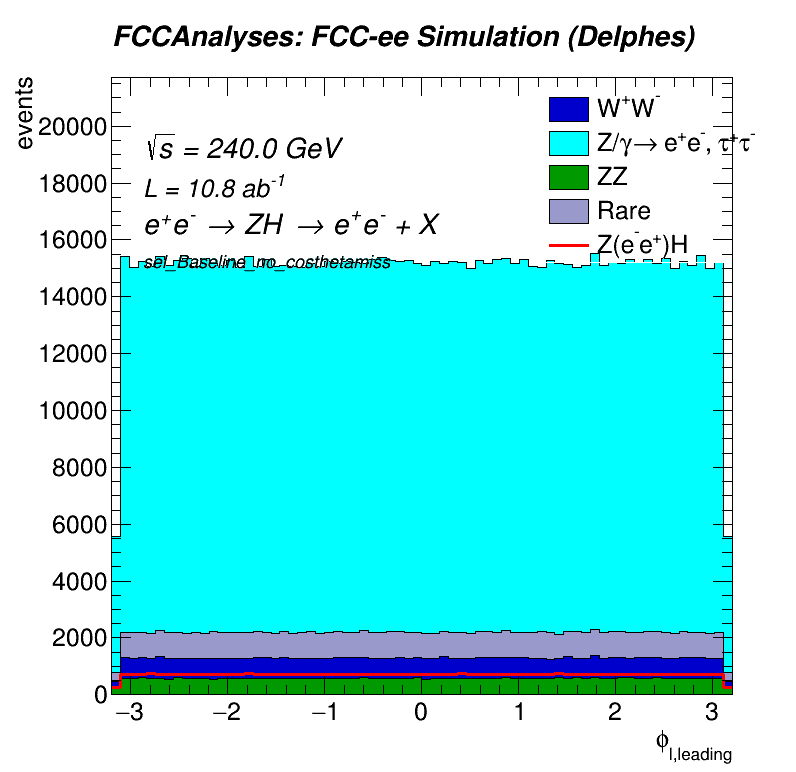 FCCAnalyses: FCC-ee Simulation (Delphes)
events
√s = 240.0 GeV
L = 10.8 ab⁻¹
e⁺e⁻ → ZH → e⁺e⁻ + X
sel_Baseline_no_costhetamiss
W⁺W⁻
Z/γ→ e⁺e⁻, τ⁺τ⁻
ZZ
Rare
Z(e⁻e⁺)H
20000
18000
16000
14000
12000
10000
8000
6000
4000
2000
0
−3 −2 −1 0 1 2 3
ϕ_l,leading